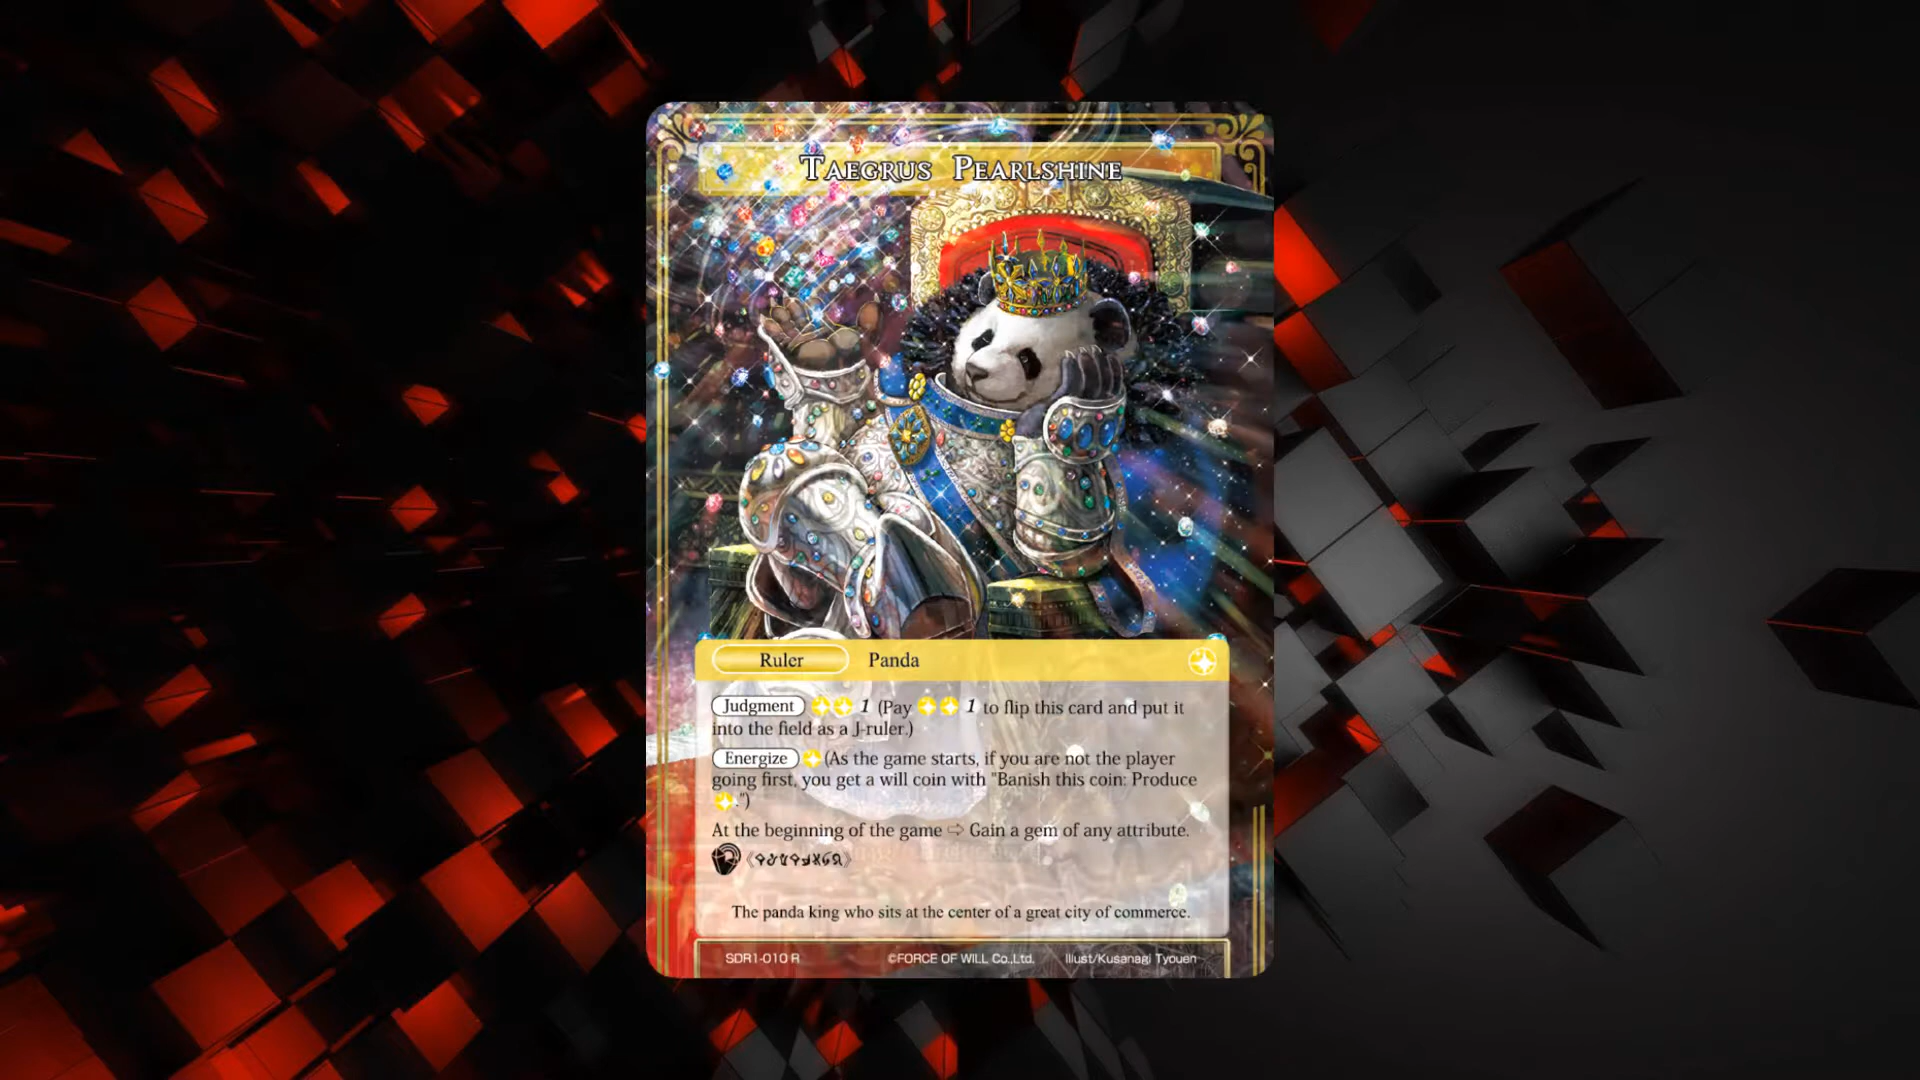 Taegrus Pearlshine
Ruler Panda
Judgment 1 (Pay 1 to flip this card and put it
into the field as a J-ruler.)
Energize (As the game starts, if you are not the player
going first, you get a will coin with "Banish this coin: Produce
.")
At the beginning of the game ⇨ Gain a gem of any attribute.
The panda king who sits at the center of a great city of commerce.
SDR1-010 R ©FORCE OF WILL Co.,Ltd. Illust/Kusanagi Tyouen